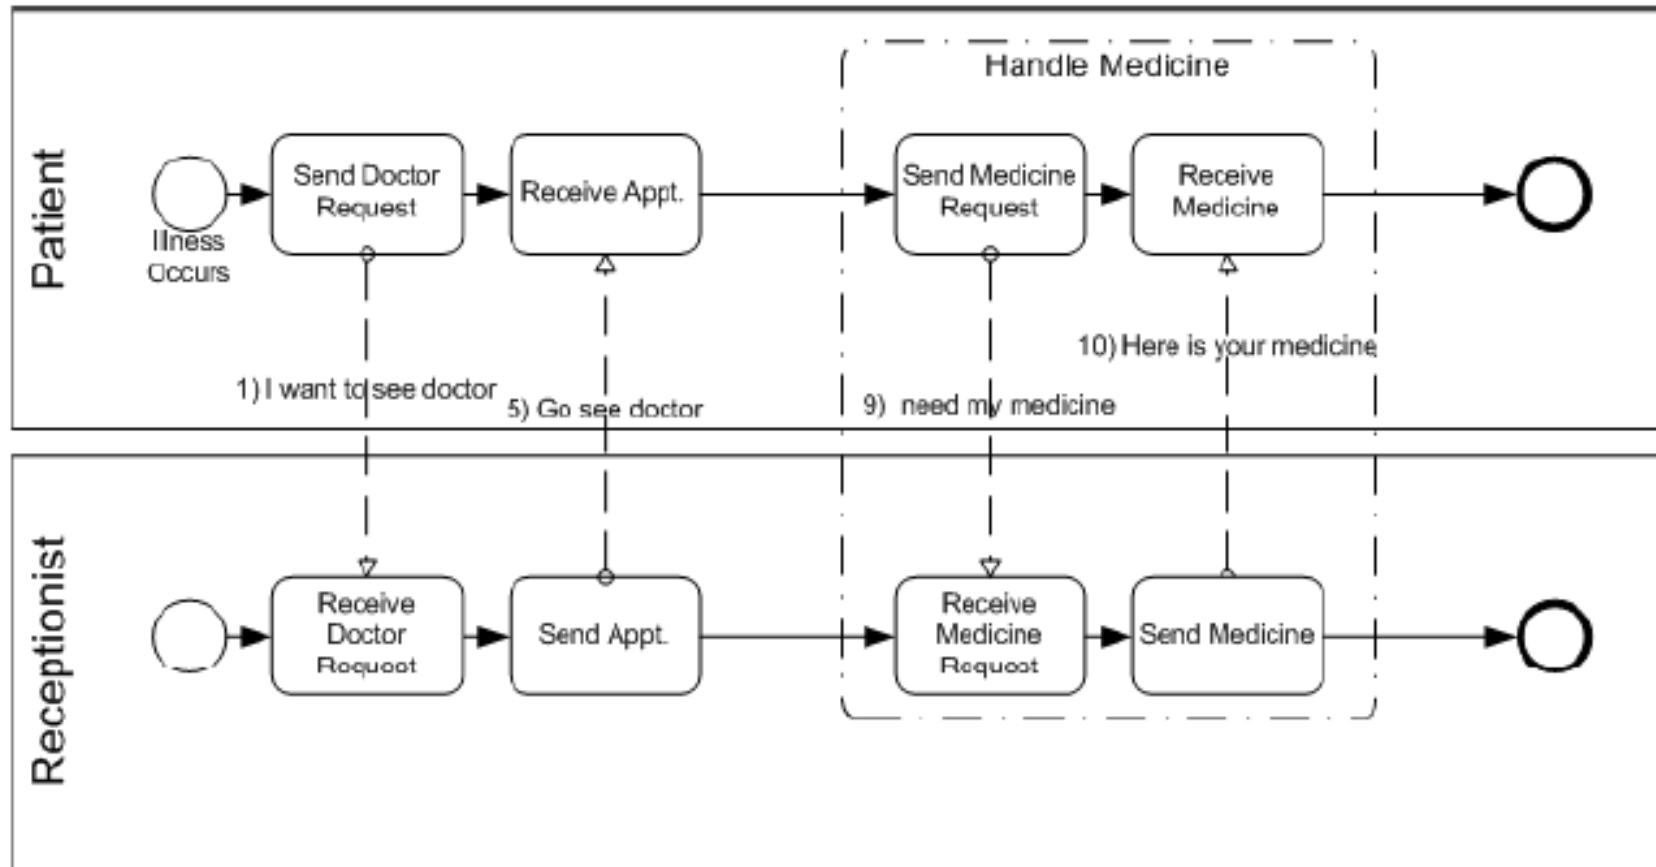 Patient
Handle Medicine
Illness
Occurs
Send Doctor
Request
Receive Appt.
Send Medicine
Request
Receive
Medicine
1) I want to see doctor
5) Go see doctor
9) need my medicine
10) Here is your medicine
Receptionist
Receive
Doctor
Request
Send Appt.
Receive
Medicine
Request
Send Medicine